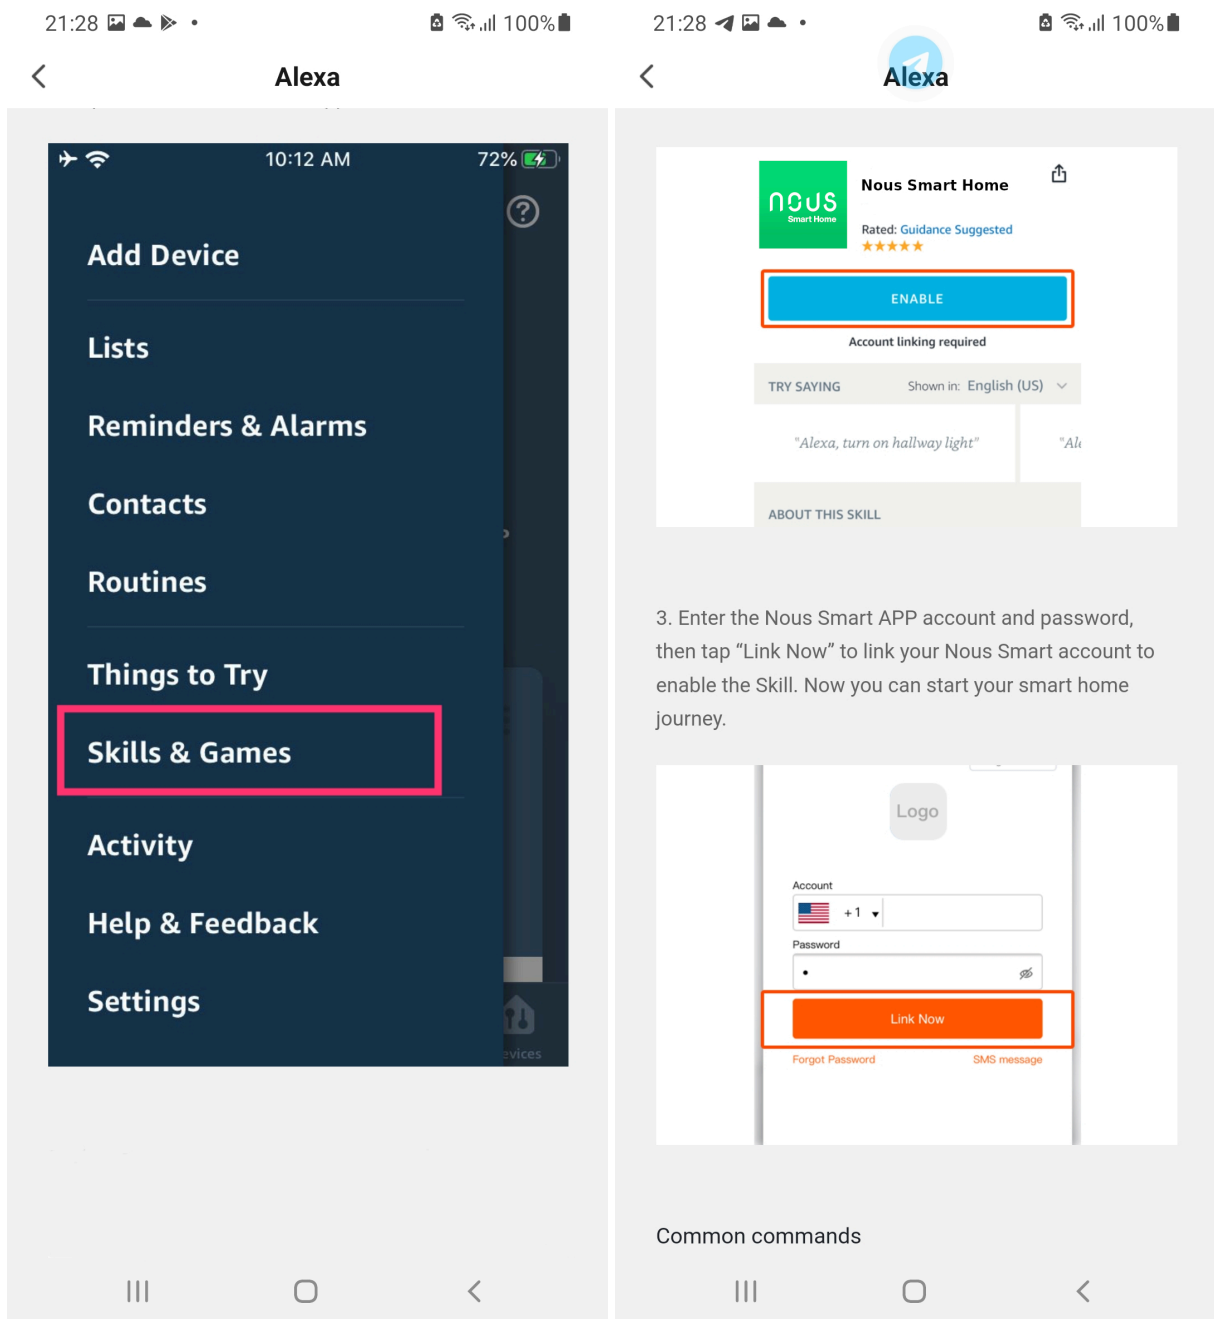 21:28
100%
Alexa
10:12 AM
72%
Add Device
Lists
Reminders & Alarms
Contacts
Routines
Things to Try
Skills & Games
Activity
Help & Feedback
Settings
evices
21:28
100%
Alexa
nous
Smart Home
Nous Smart Home
Rated: Guidance Suggested
ENABLE
Account linking required
TRY SAYING
Shown in: English (US)
"Alexa, turn on hallway light"
"Ale
ABOUT THIS SKILL
3. Enter the Nous Smart APP account and password,
then tap “Link Now” to link your Nous Smart account to
enable the Skill. Now you can start your smart home
journey.
Logo
Account
+1
Password
Link Now
Forgot Password
SMS message
Common commands